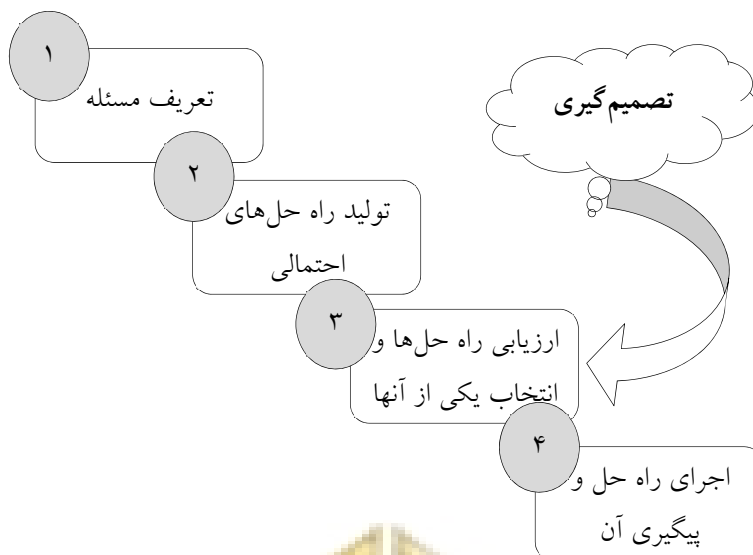 ۱
تعریف مسئله
تصمیم‌گیری
۲
تولید راه حل‌های
احتمالی
۳
ارزیابی راه حل‌ها و
انتخاب یکی از آنها
۴
اجرای راه حل و
پیگیری آن